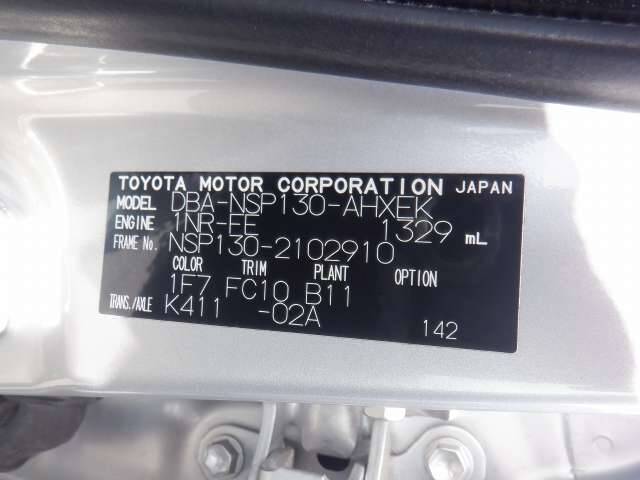 TOYOTA MOTOR CORPORATION JAPAN
MODEL DBA-NSP130-AHXEK
ENGINE 1NR-FE 1329 mL
FRAME No. NSP130-2102910
COLOR TRIM PLANT OPTION
1F7 FC10 B11
TRANS./AXLE K411 -02A
142